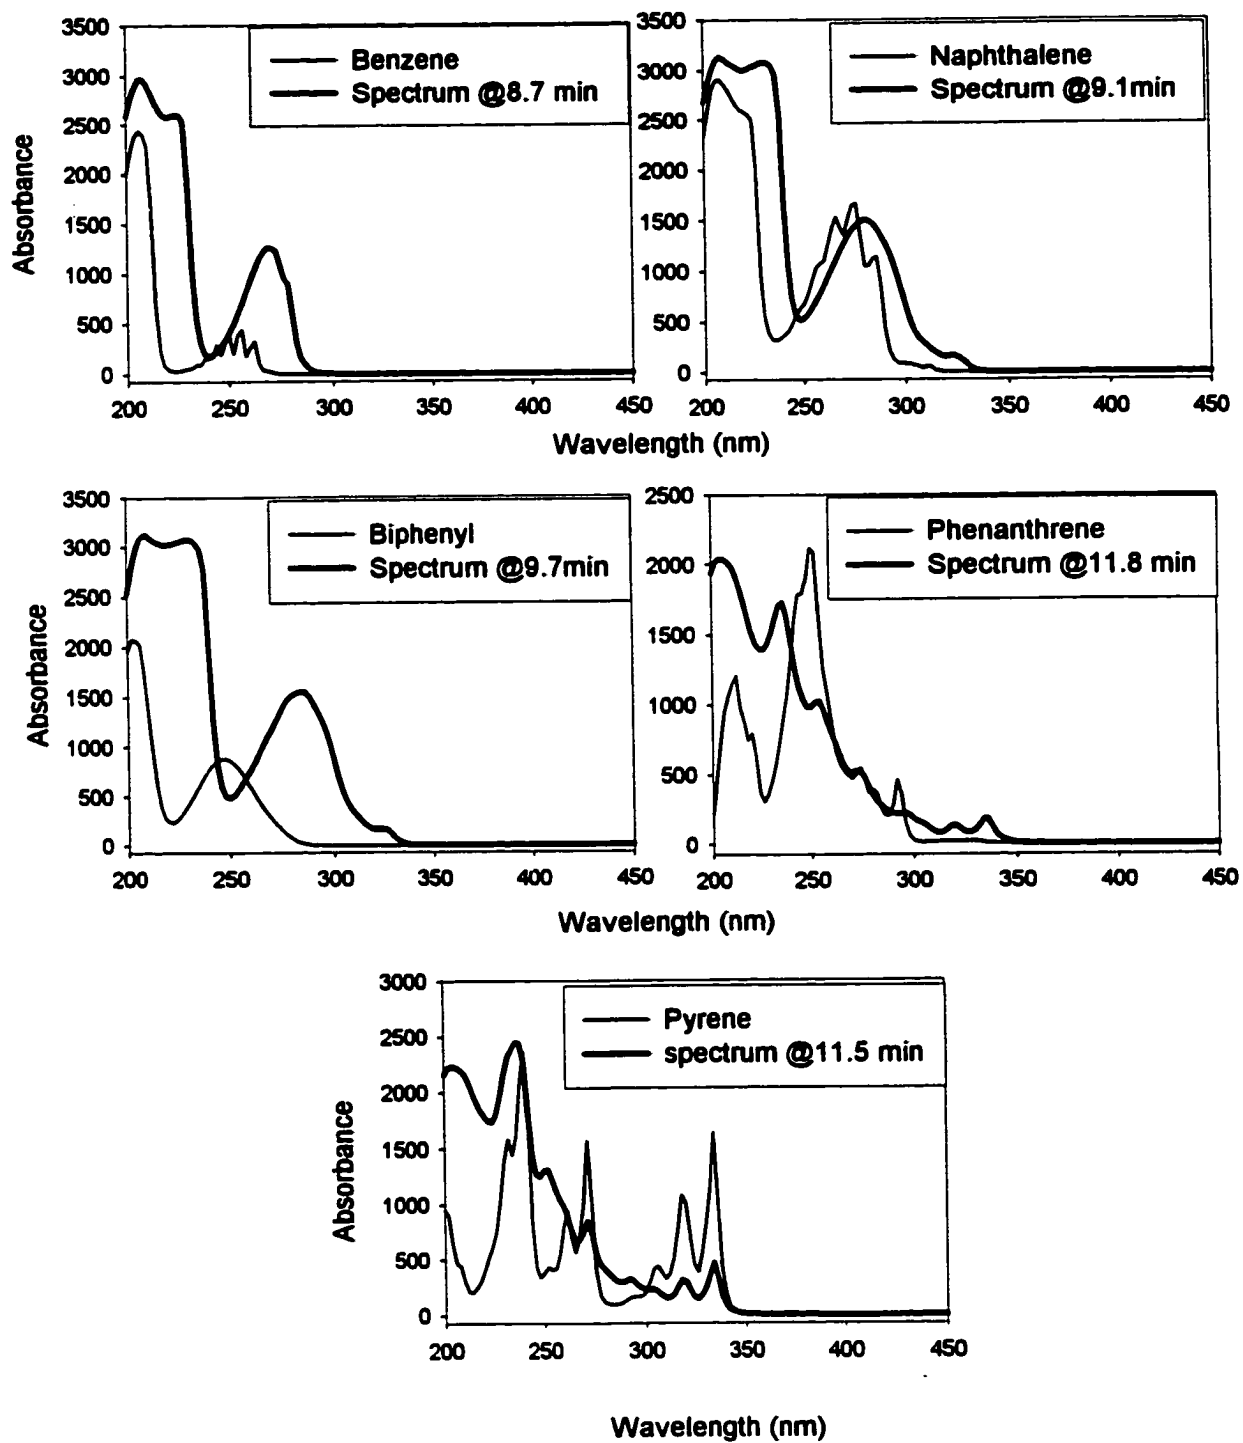 Benzene
Spectrum @8.7 min
3500
3000
2500
2000
1500
1000
500
0
Absorbance
200 250 300 350 400 450
Naphthalene
Spectrum @9.1min
3500
3000
2500
2000
1500
1000
500
0
200 250 300 350 400 450
Wavelength (nm)
Biphenyl
Spectrum @9.7min
3500
3000
2500
2000
1500
1000
500
0
Absorbance
200 250 300 350 400 450
Phenanthrene
Spectrum @11.8 min
2500
2000
1500
1000
500
0
200 250 300 350 400 450
Wavelength (nm)
Pyrene
spectrum @11.5 min
3000
2500
2000
1500
1000
500
0
Absorbance
200 250 300 350 400 450
Wavelength (nm)